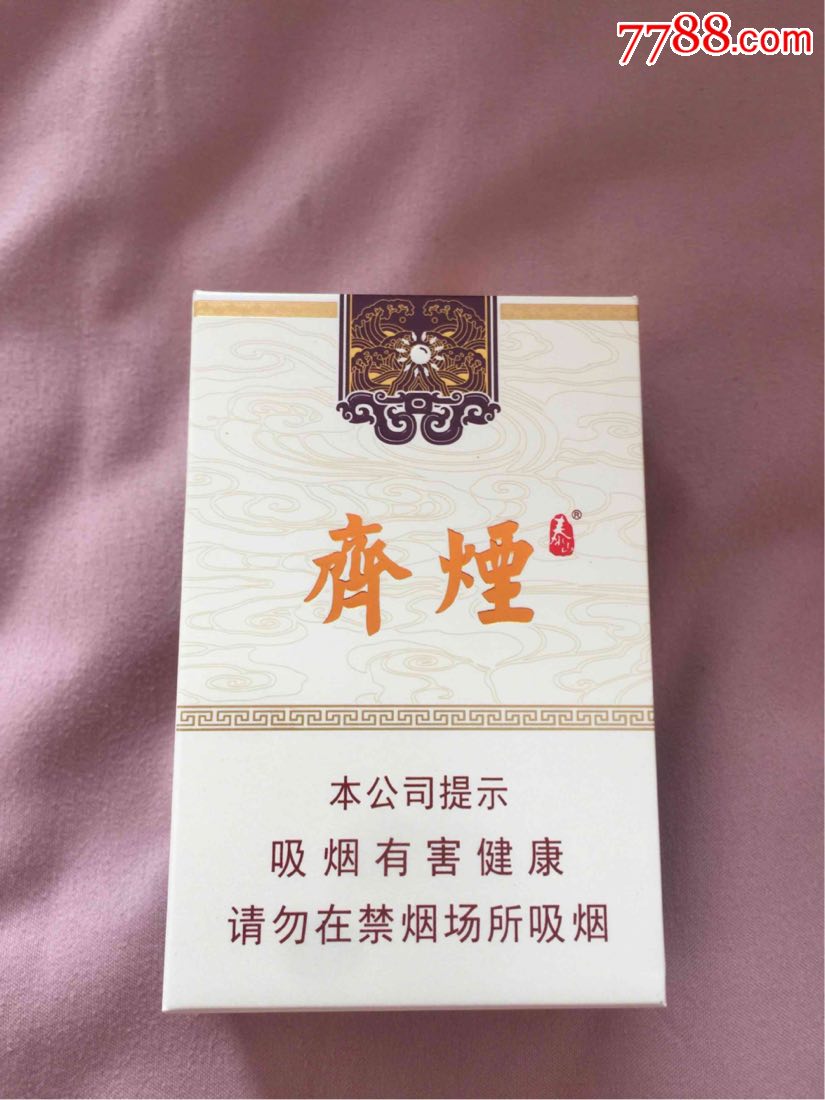 7788.com
齊煙
泰山
®
本公司提示
吸烟有害健康
请勿在禁烟场所吸烟